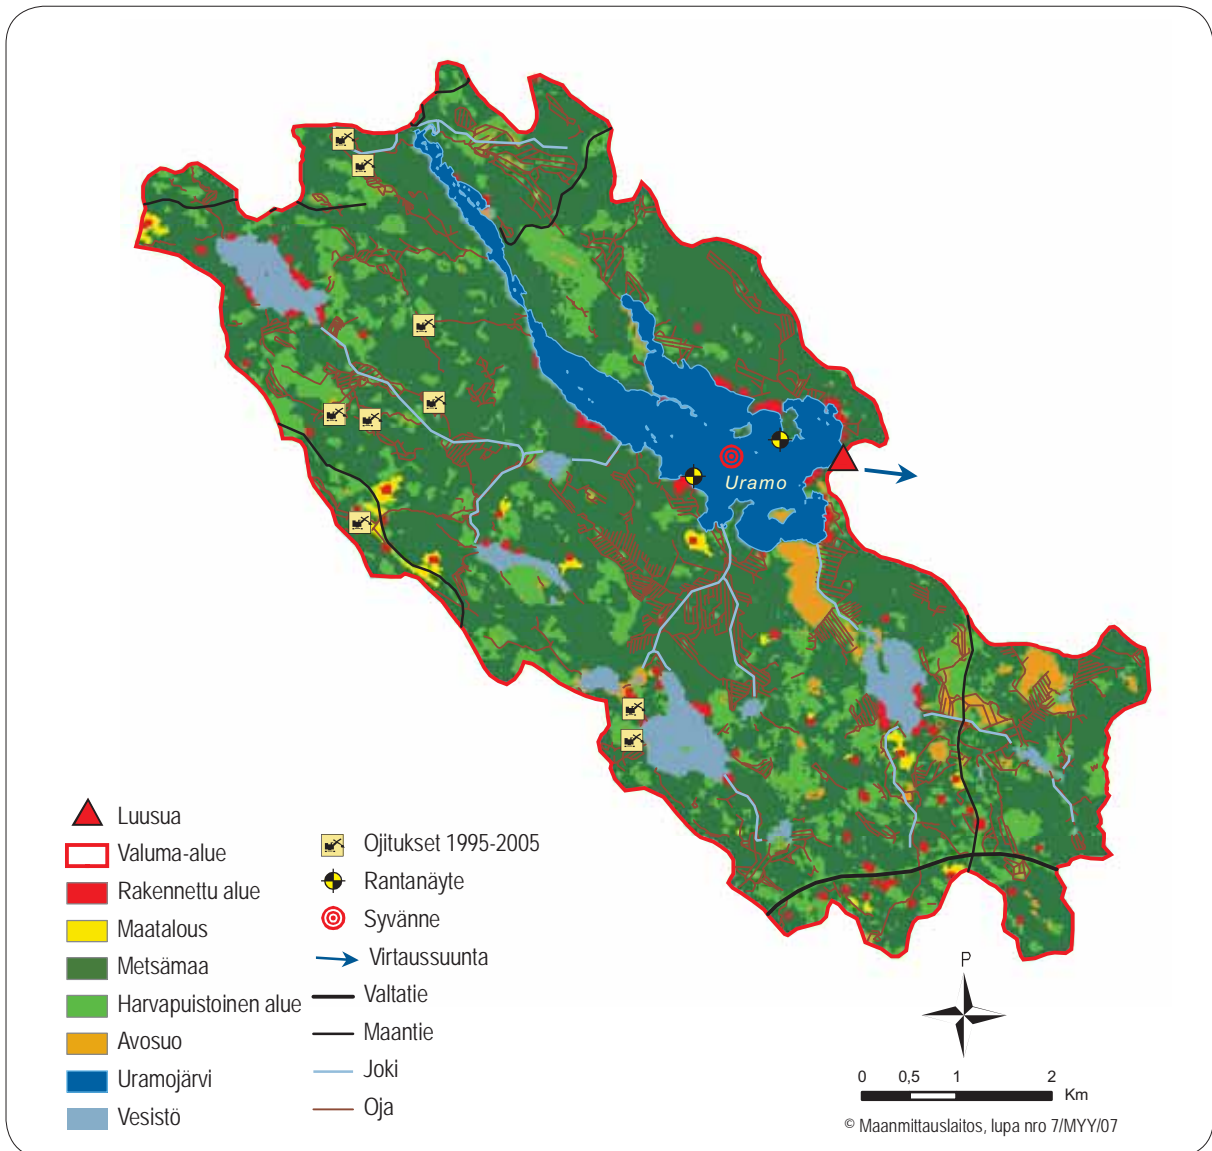 Uramo
Luusua
Valuma-alue
Rakennettu alue
Maatalous
Metsämaa
Harvapuistoinen alue
Avosuo
Uramojärvi
Vesistö
Ojitukset 1995-2005
Rantanäyte
Syvänne
Virtaussuunta
Valtatie
Maantie
Joki
Oja
P
0 0,5 1 2
Km
© Maanmittauslaitos, lupa nro 7/MYY/07